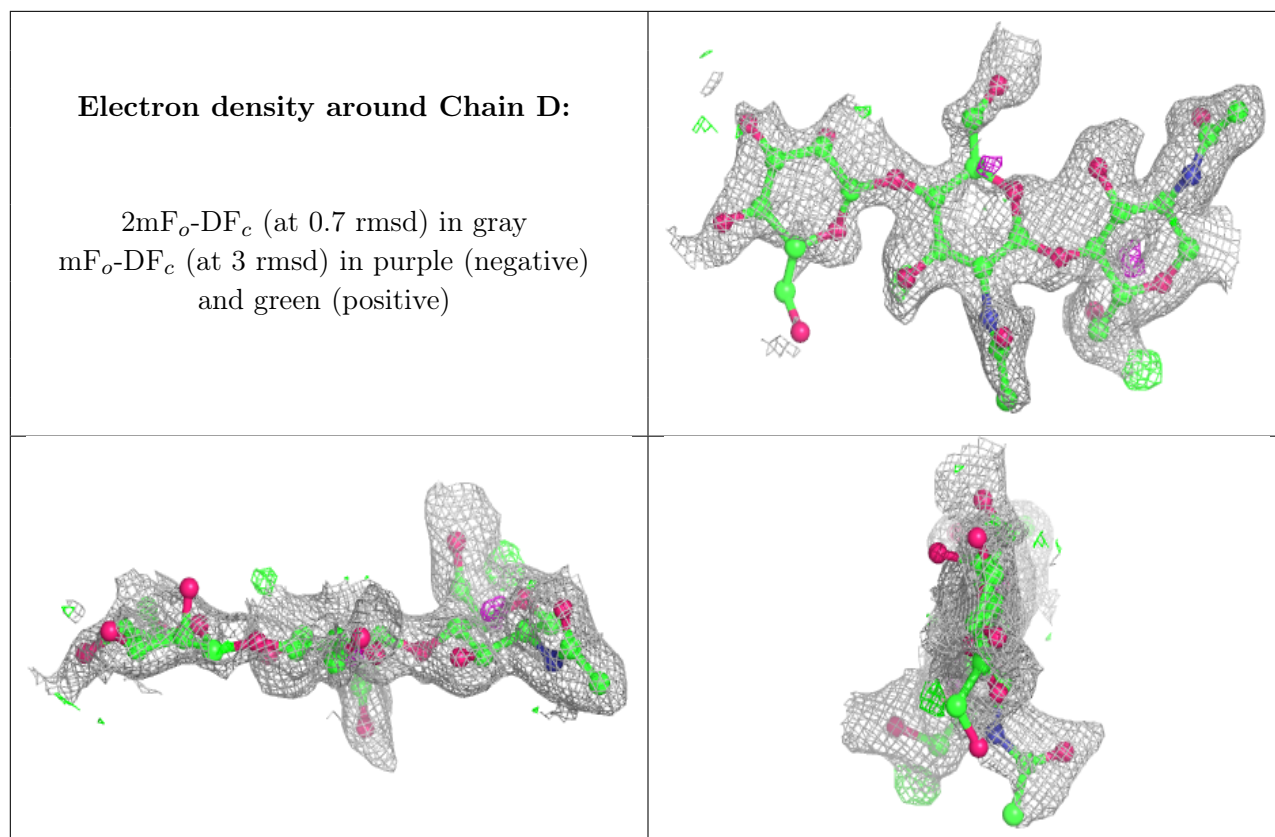 Electron density around Chain D:
2mFₒ-DF𝒸 (at 0.7 rmsd) in gray
mFₒ-DF𝒸 (at 3 rmsd) in purple (negative)
and green (positive)